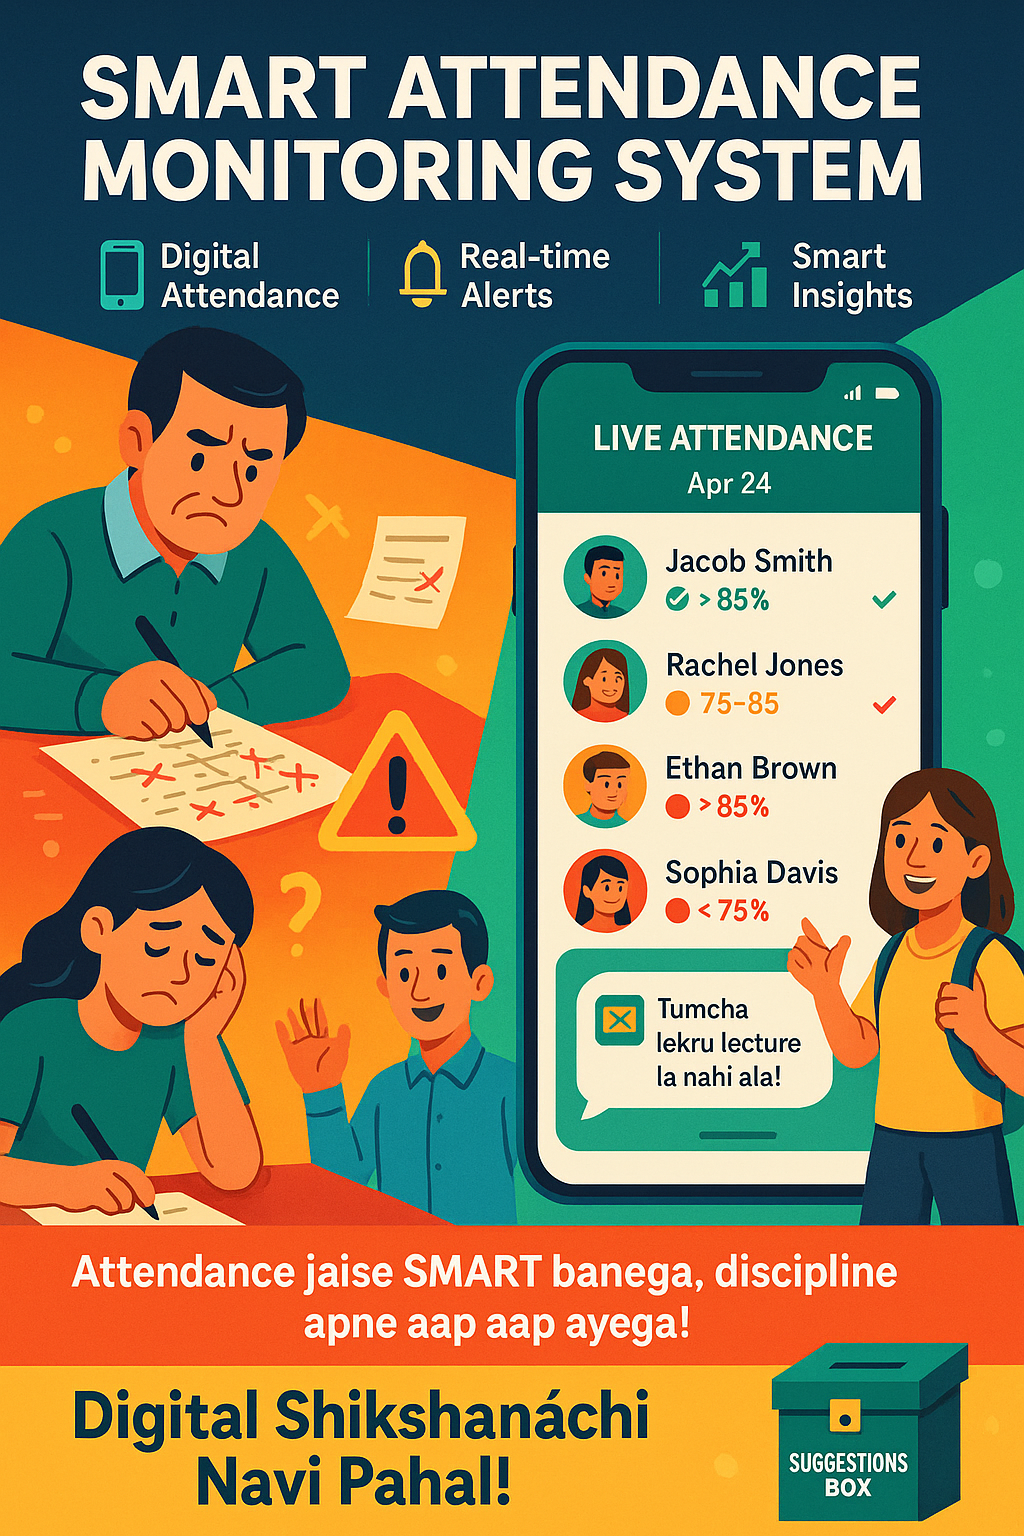 SMART ATTENDANCE
MONITORING SYSTEM
Digital
Attendance
Real-time
Alerts
Smart
Insights
LIVE ATTENDANCE
Apr 24
Jacob Smith
> 85%
Rachel Jones
75-85
Ethan Brown
> 85%
Sophia Davis
< 75%
Tumcha
lekru lecture
la nahi ala!
Attendance jaise SMART banega, discipline
apne aap aap ayega!
Digital Shikshanáchi
Navi Pahal!
SUGGESTIONS
BOX